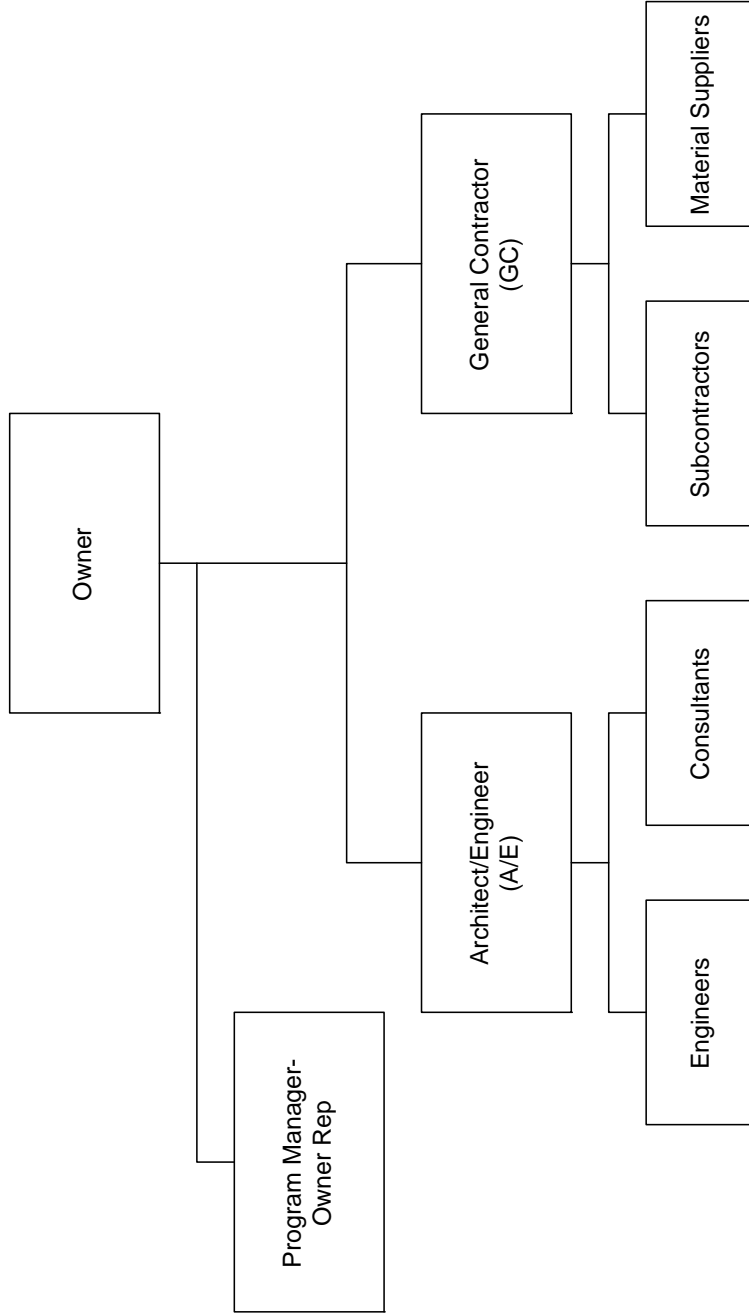 Owner
Program Manager-
Owner Rep
Architect/Engineer
(A/E)
General Contractor
(GC)
Engineers
Consultants
Subcontractors
Material Suppliers